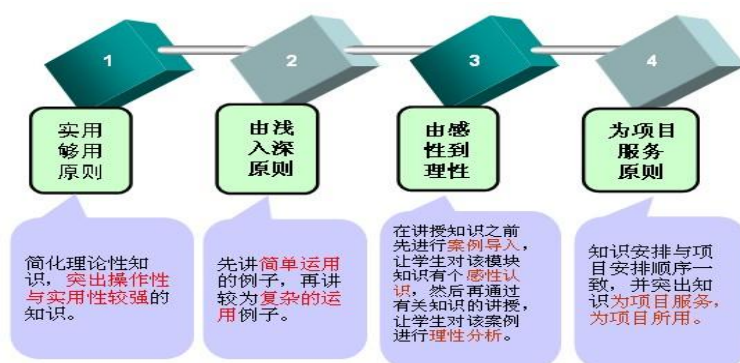 1
2
3
4
实用
够用
原则
由浅
入深
原则
由感
性到
理性
为项目
服务
原则
简化理论性知
识，突出操作性
与实用性较强的
知识。
先讲简单运用
的例子，再讲
较为复杂的运
用例子。
在讲授知识之前
先进行案例导入，
让学生对该模块
知识有个感性认
识，然后再通过
有关知识的讲授，
让学生对该案例
进行理性分析。
知识安排与项
目安排顺序一
致，并突出知
识为项目服务，
为项目所用。